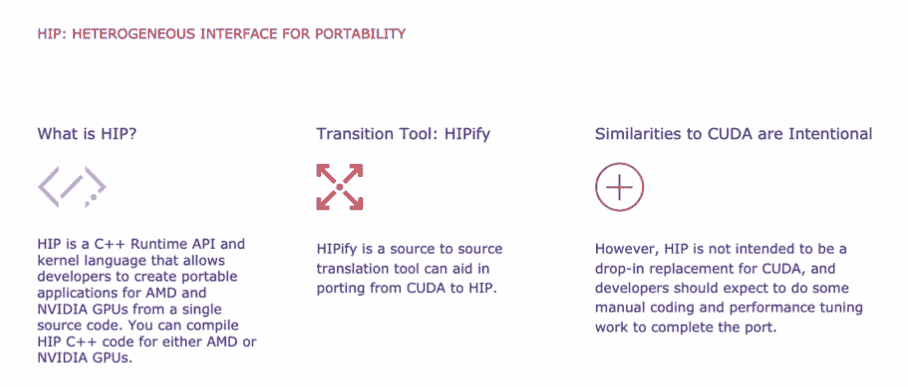 HIP: HETEROGENEOUS INTERFACE FOR PORTABILITY
What is HIP?
HIP is a C++ Runtime API and
kernel language that allows
developers to create portable
applications for AMD and
NVIDIA GPUs from a single
source code. You can compile
HIP C++ code for either AMD or
NVIDIA GPUs.
Transition Tool: HIPify
HIPify is a source to source
translation tool can aid in
porting from CUDA to HIP.
Similarities to CUDA are Intentional
However, HIP is not intended to be a
drop-in replacement for CUDA, and
developers should expect to do some
manual coding and performance tuning
work to complete the port.